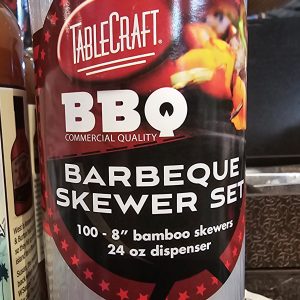 TABLECRAFT®
BBQ
COMMERCIAL QUALITY
BARBEQUE
SKEWER SET
100 - 8" bamboo skewers
24 oz dispenser